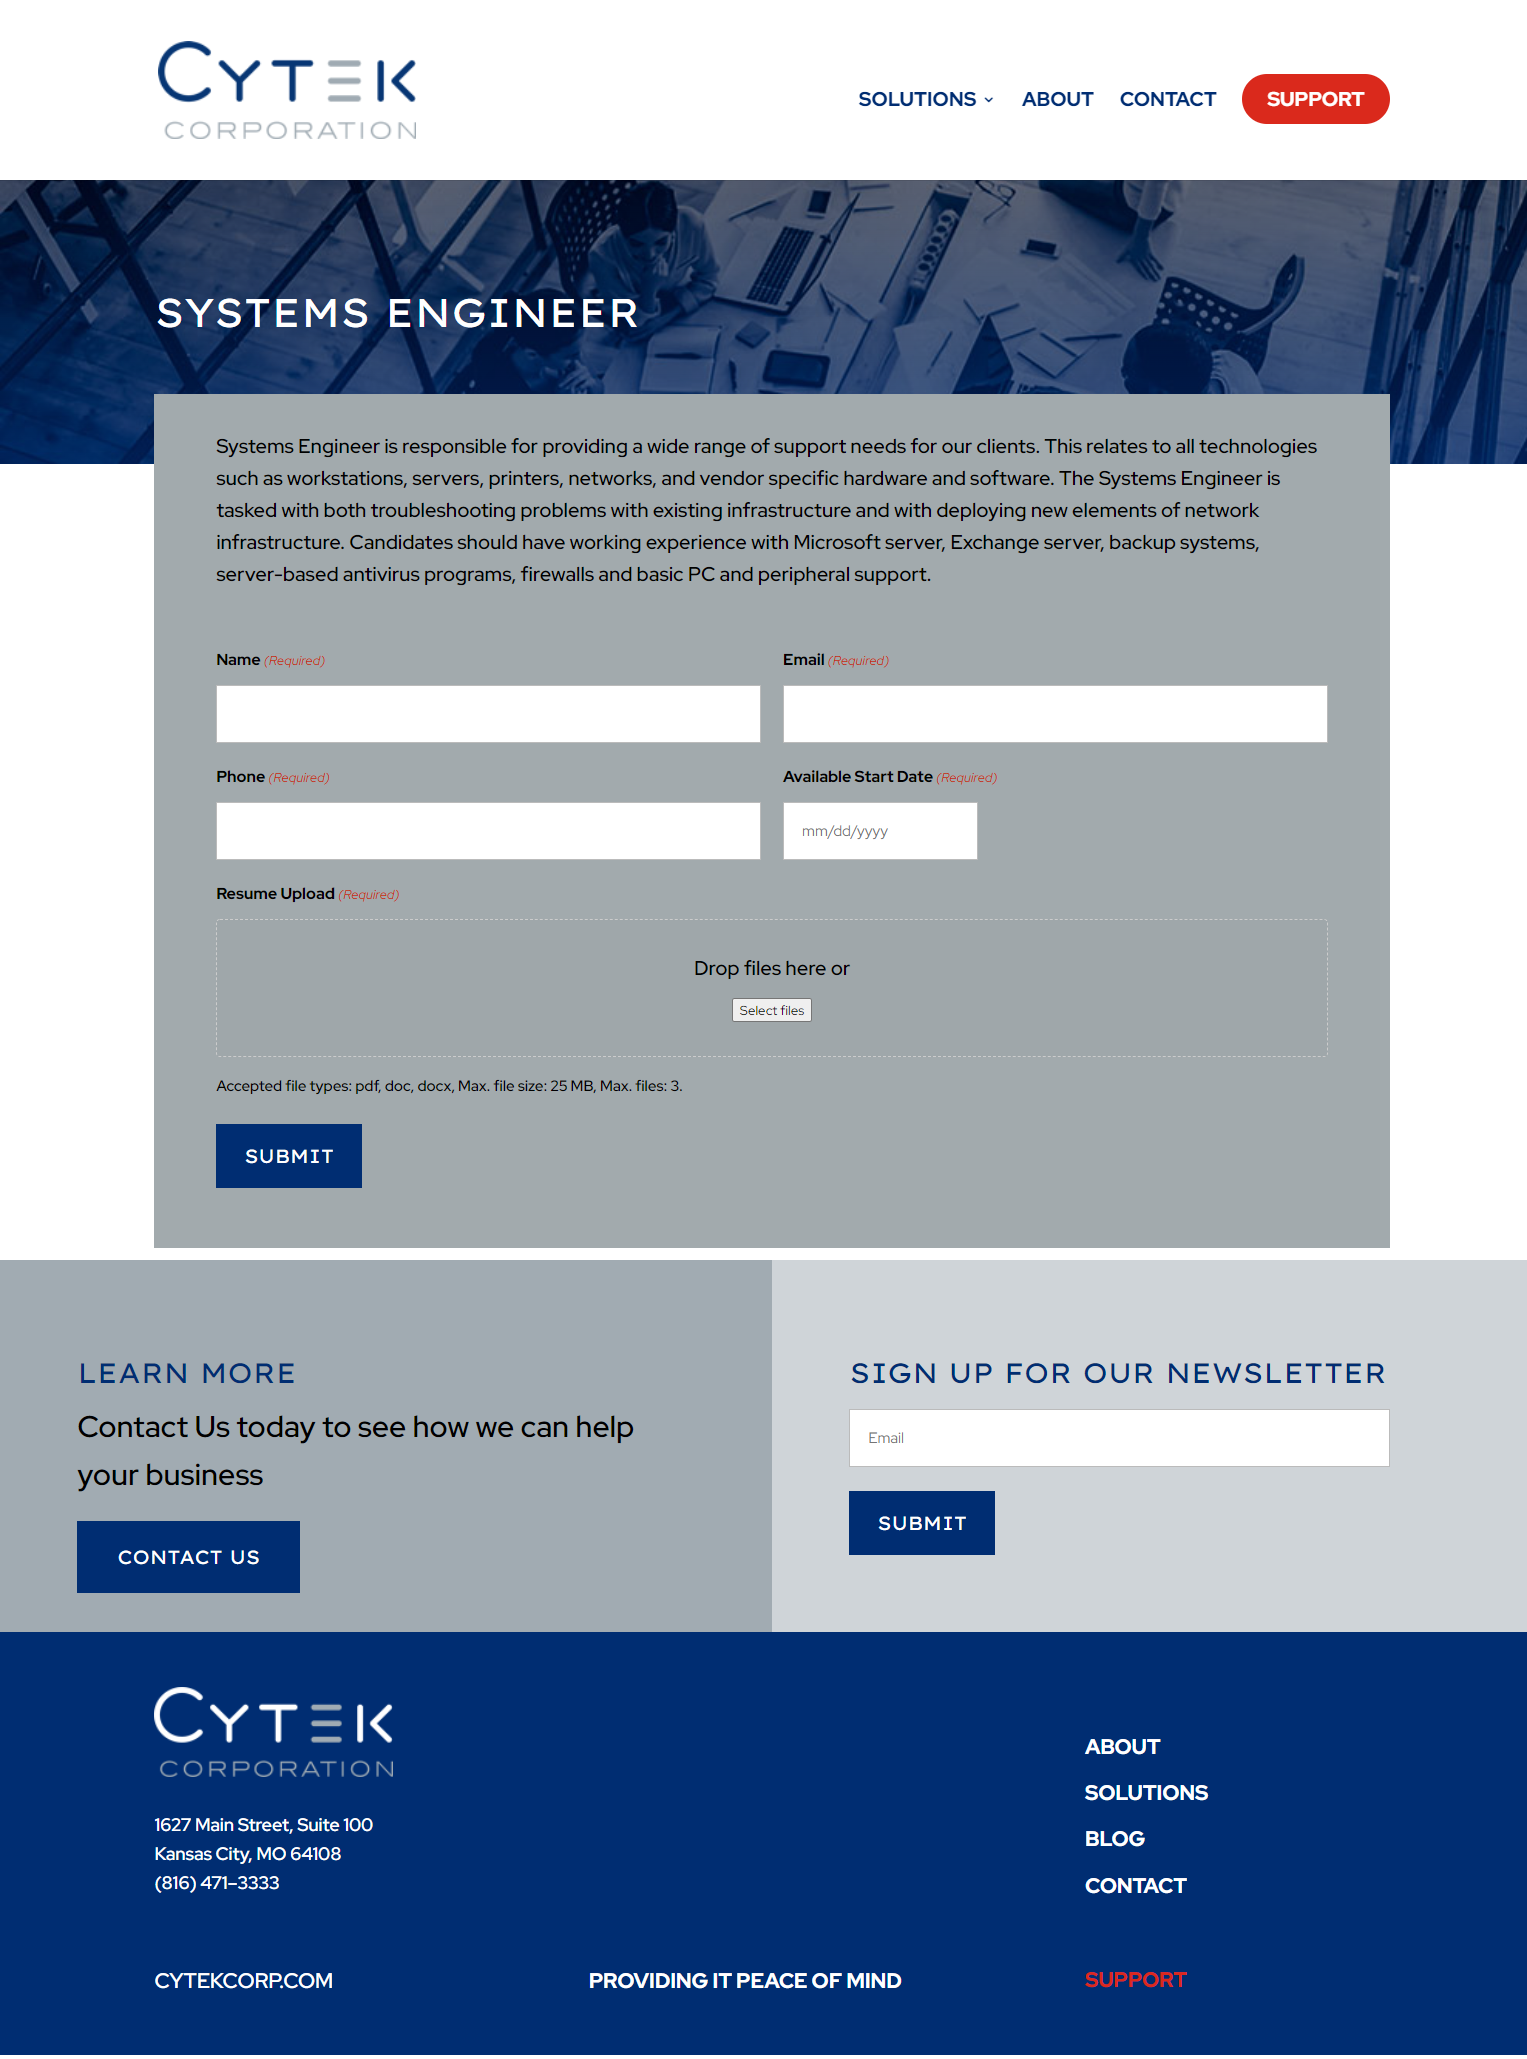 CYTEK
CORPORATION
SOLUTIONS
ABOUT
CONTACT
SUPPORT
SYSTEMS ENGINEER
Systems Engineer is responsible for providing a wide range of support needs for our clients. This relates to all technologies
such as workstations, servers, printers, networks, and vendor specific hardware and software. The Systems Engineer is
tasked with both troubleshooting problems with existing infrastructure and with deploying new elements of network
infrastructure. Candidates should have working experience with Microsoft server, Exchange server, backup systems,
server-based antivirus programs, firewalls and basic PC and peripheral support.
Name (Required)
Email (Required)
Phone (Required)
Available Start Date (Required)
mm/dd/yyyy
Resume Upload (Required)
Drop files here or
Select files
Accepted file types: pdf, doc, docx, Max. file size: 25 MB, Max. files: 3.
SUBMIT
LEARN MORE
Contact Us today to see how we can help
your business
CONTACT US
SIGN UP FOR OUR NEWSLETTER
Email
SUBMIT
CYTEK
CORPORATION
1627 Main Street, Suite 100
Kansas City, MO 64108
(816) 471–3333
ABOUT
SOLUTIONS
BLOG
CONTACT
CYTEKCORP.COM
PROVIDING IT PEACE OF MIND
SUPPORT